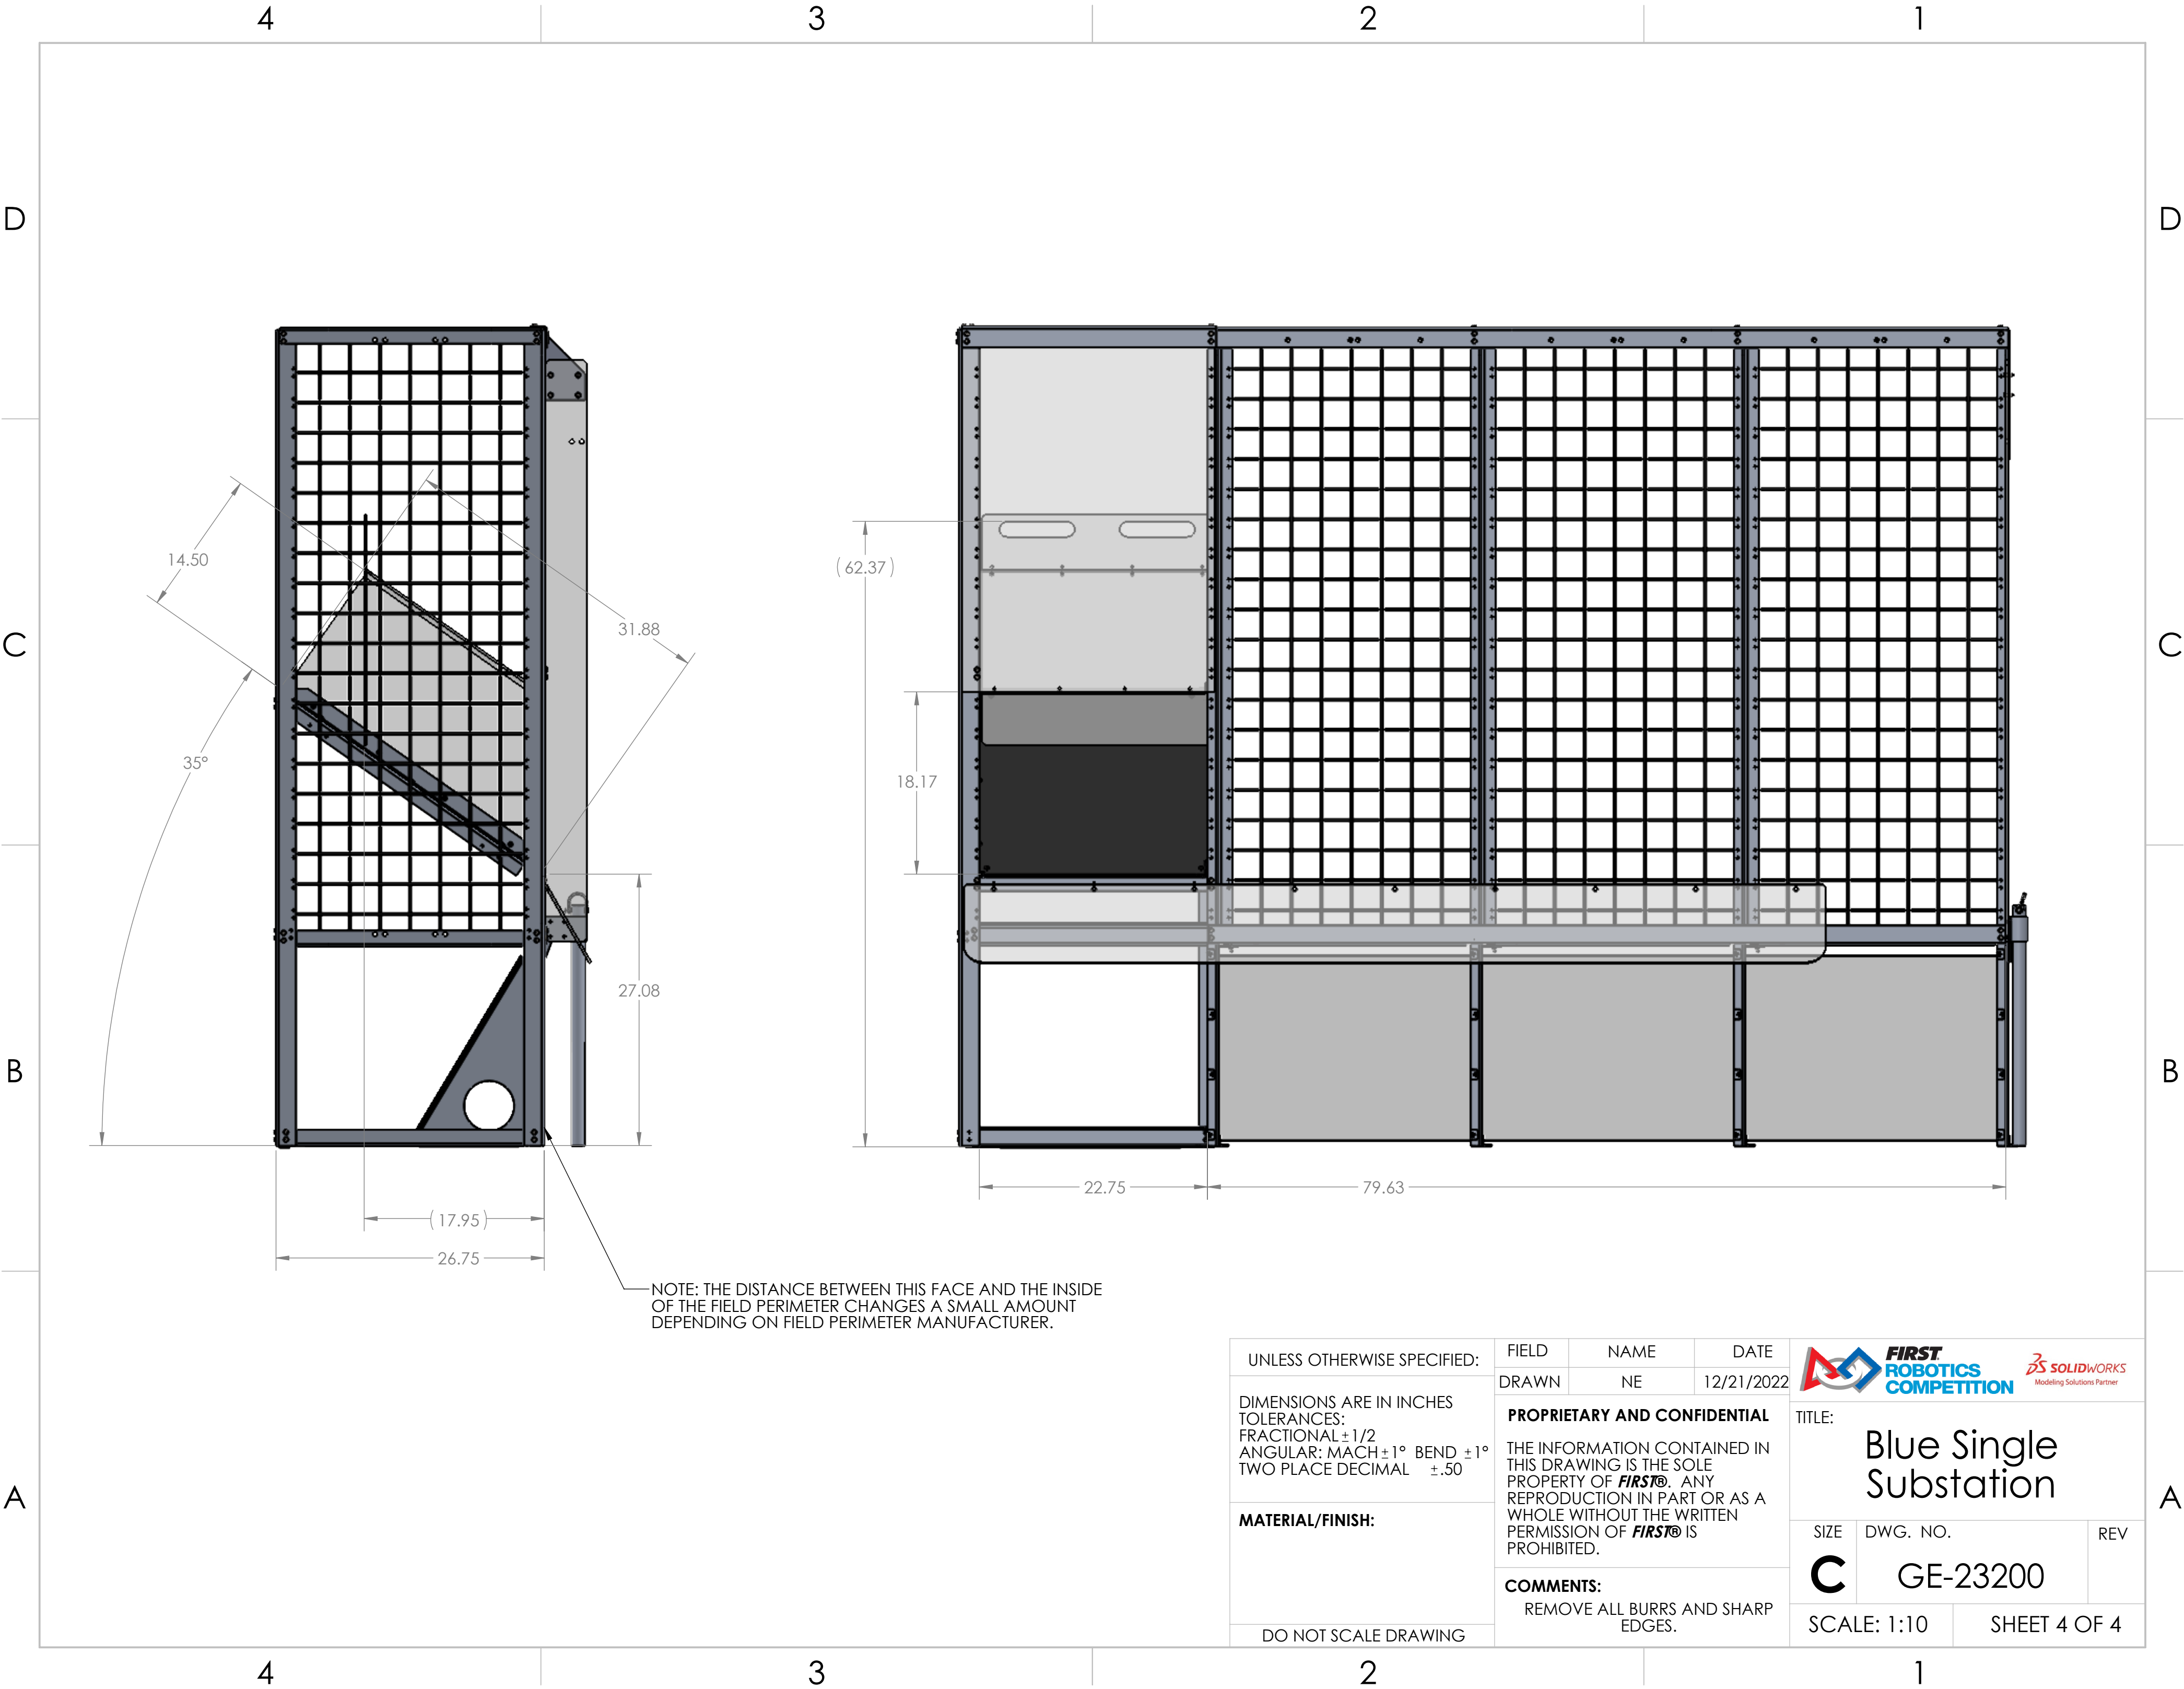 4 3 2 1
D D
14.50
31.88
( 62.37 )
C C
35°
18.17
27.08
B B
22.75 79.63
( 17.95 )
26.75
NOTE: THE DISTANCE BETWEEN THIS FACE AND THE INSIDE
OF THE FIELD PERIMETER CHANGES A SMALL AMOUNT
DEPENDING ON FIELD PERIMETER MANUFACTURER.
UNLESS OTHERWISE SPECIFIED:
DIMENSIONS ARE IN INCHES
TOLERANCES:
FRACTIONAL ± 1/2
ANGULAR: MACH ± 1° BEND ± 1°
TWO PLACE DECIMAL ± .50
MATERIAL/FINISH:
DO NOT SCALE DRAWING
FIELD NAME DATE
DRAWN NE 12/21/2022
PROPRIETARY AND CONFIDENTIAL
THE INFORMATION CONTAINED IN
THIS DRAWING IS THE SOLE
PROPERTY OF FIRST®. ANY
REPRODUCTION IN PART OR AS A
WHOLE WITHOUT THE WRITTEN
PERMISSION OF FIRST® IS
PROHIBITED.
COMMENTS:
REMOVE ALL BURRS AND SHARP
EDGES.
FIRST
ROBOTICS
COMPETITION
SOLIDWORKS
Modeling Solutions Partner
TITLE:
Blue Single
Substation
SIZE DWG. NO. REV
C GE-23200
SCALE: 1:10 SHEET 4 OF 4
A A
4 3 2 1